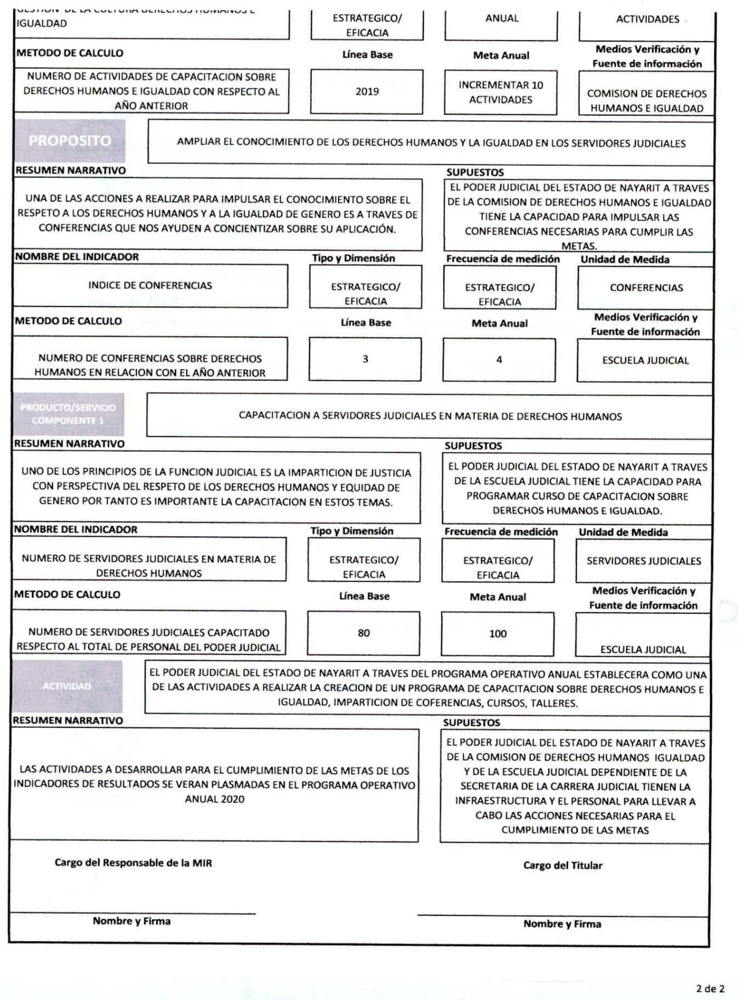 GESTION DE LA CULTURA DERECHOS HUMANOS E
IGUALDAD
ESTRATEGICO/
EFICACIA
ANUAL
ACTIVIDADES
METODO DE CALCULO
Línea Base
Meta Anual
Medios Verificación y
Fuente de información
NUMERO DE ACTIVIDADES DE CAPACITACION SOBRE
DERECHOS HUMANOS E IGUALDAD CON RESPECTO AL
AÑO ANTERIOR
2019
INCREMENTAR 10
ACTIVIDADES
COMISION DE DERECHOS
HUMANOS E IGUALDAD
PROPOSITO
AMPLIAR EL CONOCIMIENTO DE LOS DERECHOS HUMANOS Y LA IGUALDAD EN LOS SERVIDORES JUDICIALES
RESUMEN NARRATIVO
SUPUESTOS
UNA DE LAS ACCIONES A REALIZAR PARA IMPULSAR EL CONOCIMIENTO SOBRE EL
RESPETO A LOS DERECHOS HUMANOS Y A LA IGUALDAD DE GENERO ES A TRAVES DE
CONFERENCIAS QUE NOS AYUDEN A CONCIENTIZAR SOBRE SU APLICACIÓN.
EL PODER JUDICIAL DEL ESTADO DE NAYARIT A TRAVES
DE LA COMISION DE DERECHOS HUMANOS E IGUALDAD
TIENE LA CAPACIDAD PARA IMPULSAR LAS
CONFERENCIAS NECESARIAS PARA CUMPLIR LAS
METAS.
NOMBRE DEL INDICADOR
Tipo y Dimensión
Frecuencia de medición
Unidad de Medida
INDICE DE CONFERENCIAS
ESTRATEGICO/
EFICACIA
ESTRATEGICO/
EFICACIA
CONFERENCIAS
METODO DE CALCULO
Línea Base
Meta Anual
Medios Verificación y
Fuente de información
NUMERO DE CONFERENCIAS SOBRE DERECHOS
HUMANOS EN RELACION CON EL AÑO ANTERIOR
3
4
ESCUELA JUDICIAL
PRODUCTO/SERVICIO
COMPONENTE 1
CAPACITACION A SERVIDORES JUDICIALES EN MATERIA DE DERECHOS HUMANOS
RESUMEN NARRATIVO
SUPUESTOS
UNO DE LOS PRINCIPIOS DE LA FUNCION JUDICIAL ES LA IMPARTICION DE JUSTICIA
CON PERSPECTIVA DEL RESPETO DE LOS DERECHOS HUMANOS Y EQUIDAD DE
GENERO POR TANTO ES IMPORTANTE LA CAPACITACION EN ESTOS TEMAS.
EL PODER JUDICIAL DEL ESTADO DE NAYARIT A TRAVES
DE LA ESCUELA JUDICIAL TIENE LA CAPACIDAD PARA
PROGRAMAR CURSO DE CAPACITACION SOBRE
DERECHOS HUMANOS E IGUALDAD.
NOMBRE DEL INDICADOR
Tipo y Dimensión
Frecuencia de medición
Unidad de Medida
NUMERO DE SERVIDORES JUDICIALES EN MATERIA DE
DERECHOS HUMANOS
ESTRATEGICO/
EFICACIA
ESTRATEGICO/
EFICACIA
SERVIDORES JUDICIALES
METODO DE CALCULO
Línea Base
Meta Anual
Medios Verificación y
Fuente de información
NUMERO DE SERVIDORES JUDICIALES CAPACITADO
RESPECTO AL TOTAL DE PERSONAL DEL PODER JUDICIAL
80
100
ESCUELA JUDICIAL
ACTIVIDAD
EL PODER JUDICIAL DEL ESTADO DE NAYARIT A TRAVES DEL PROGRAMA OPERATIVO ANUAL ESTABLECERA COMO UNA
DE LAS ACTIVIDADES A REALIZAR LA CREACION DE UN PROGRAMA DE CAPACITACION SOBRE DERECHOS HUMANOS E
IGUALDAD, IMPARTICION DE COFERENCIAS, CURSOS, TALLERES.
RESUMEN NARRATIVO
SUPUESTOS
LAS ACTIVIDADES A DESARROLLAR PARA EL CUMPLIMIENTO DE LAS METAS DE LOS
INDICADORES DE RESULTADOS SE VERAN PLASMADAS EN EL PROGRAMA OPERATIVO
ANUAL 2020
EL PODER JUDICIAL DEL ESTADO DE NAYARIT A TRAVES
DE LA COMISION DE DERECHOS HUMANOS IGUALDAD
Y DE LA ESCUELA JUDICIAL DEPENDIENTE DE LA
SECRETARIA DE LA CARRERA JUDICIAL TIENEN LA
INFRAESTRUCTURA Y EL PERSONAL PARA LLEVAR A
CABO LAS ACCIONES NECESARIAS PARA EL
CUMPLIMIENTO DE LAS METAS
Cargo del Responsable de la MIR
Cargo del Titular
Nombre y Firma
Nombre y Firma
2 de 2